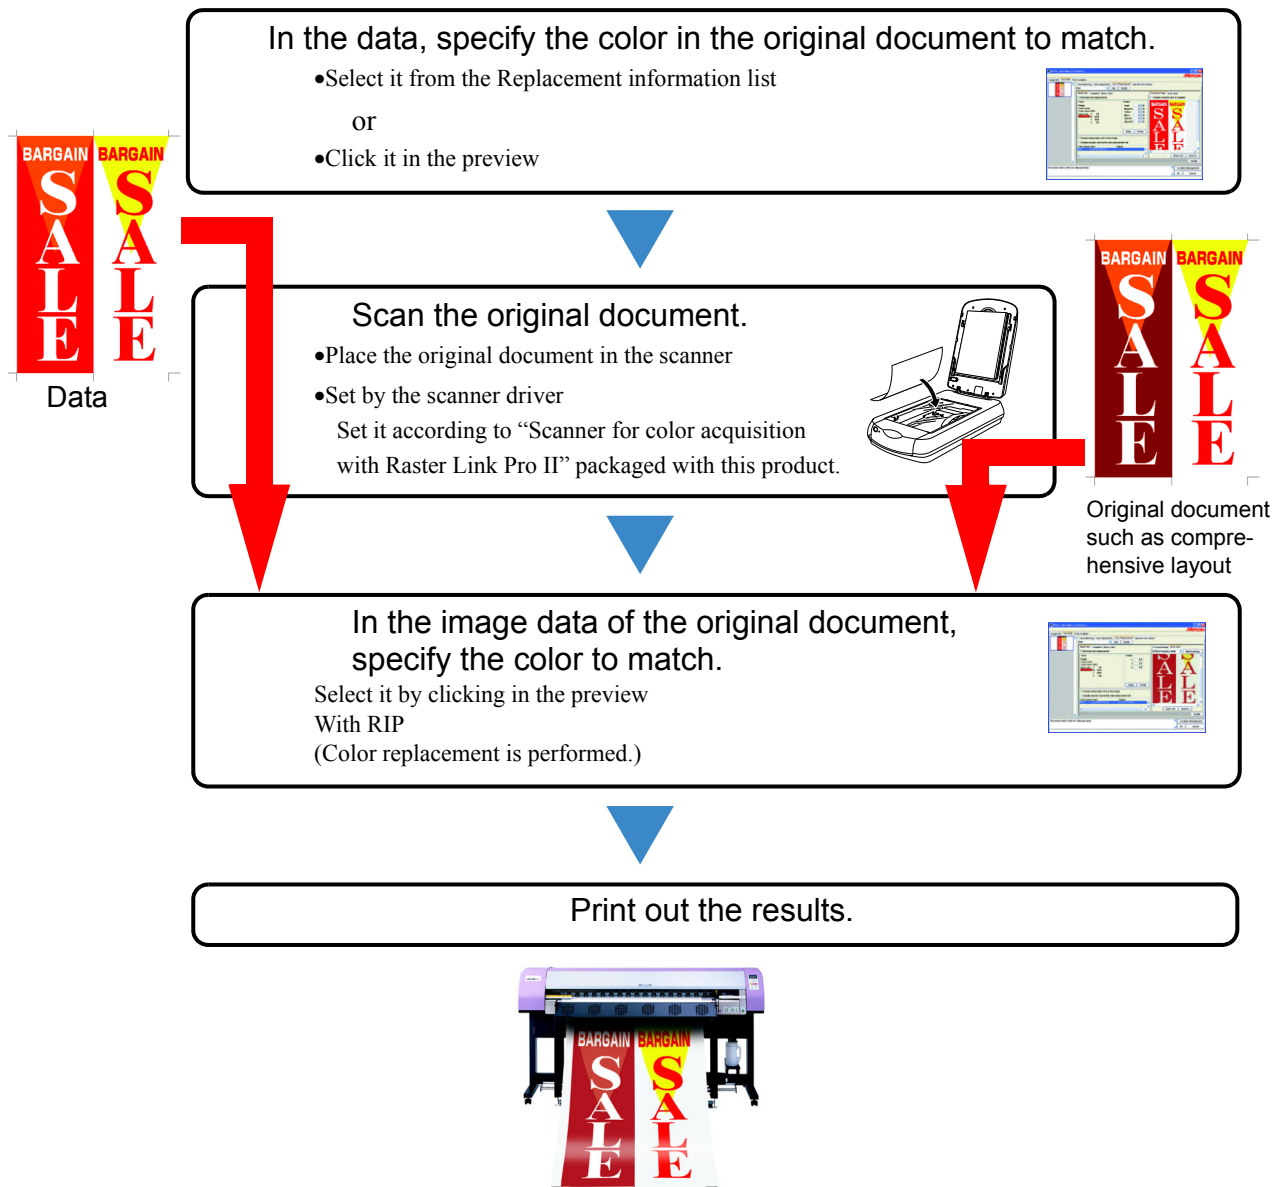 In the data, specify the color in the original document to match.
•Select it from the Replacement information list
or
•Click it in the preview
BARGAIN BARGAIN
SALE SALE
Data
Scan the original document.
•Place the original document in the scanner
•Set by the scanner driver
Set it according to “Scanner for color acquisition
with Raster Link Pro II” packaged with this product.
BARGAIN BARGAIN
SALE SALE
Original document
such as compre-
hensive layout
In the image data of the original document,
specify the color to match.
Select it by clicking in the preview
With RIP
(Color replacement is performed.)
Print out the results.
BARGAIN BARGAIN
SALE SALE